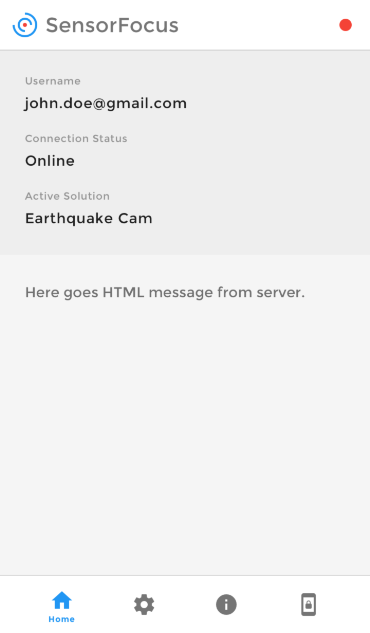 SensorFocus
Username
john.doe@gmail.com
Connection Status
Online
Active Solution
Earthquake Cam
Here goes HTML message from server.
Home